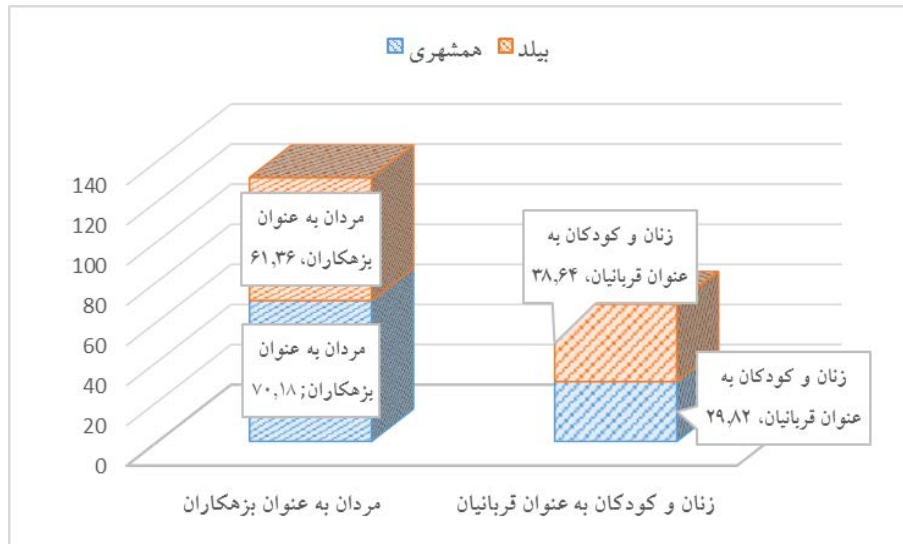 همشهری بیلد
140
120
100
80
60
40
20
0
مردان به عنوان
بزهکاران، ۶۱,۳۶
مردان به عنوان
بزهکاران; ۷۰,۱۸
زنان و کودکان به
عنوان قربانیان، ۳۸,۶۴
زنان و کودکان به
عنوان قربانیان، ۲۹,۸۲
مردان به عنوان بزهکاران
زنان و کودکان به عنوان قربانیان